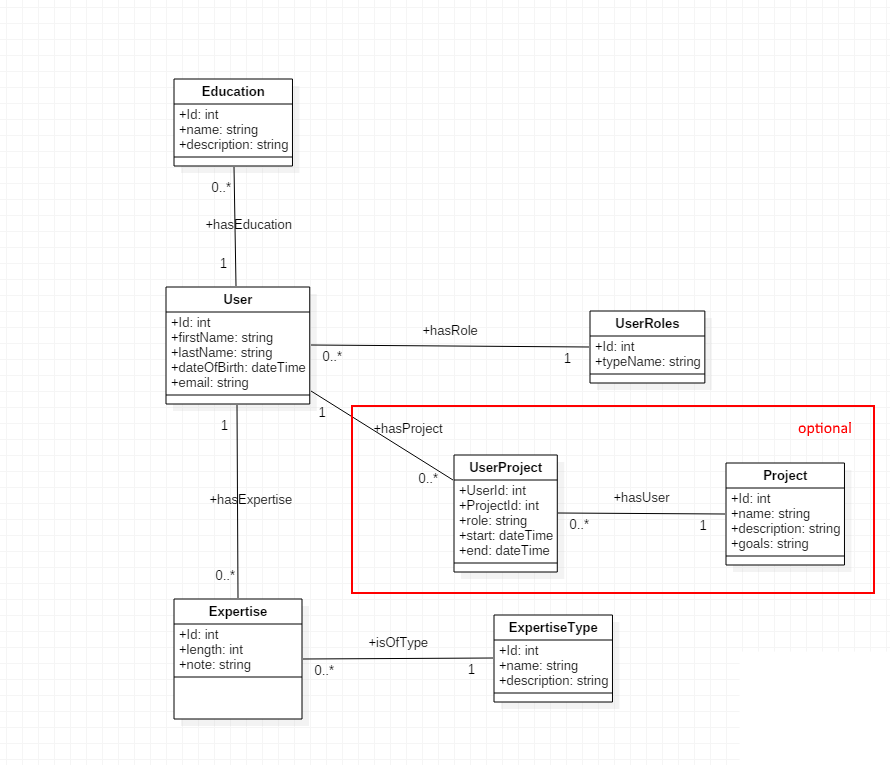 Education
+Id: int
+name: string
+description: string
0..*
+hasEducation
1
User
+Id: int
+firstName: string
+lastName: string
+dateOfBirth: dateTime
+email: string
+hasRole
0..*
1
UserRoles
+Id: int
+typeName: string
1
+hasProject
0..*
optional
UserProject
+UserId: int
+ProjectId: int
+role: string
+start: dateTime
+end: dateTime
+hasUser
0..*
1
Project
+Id: int
+name: string
+description: string
+goals: string
1
+hasExpertise
0..*
Expertise
+Id: int
+length: int
+note: string
+isOfType
0..*
1
ExpertiseType
+Id: int
+name: string
+description: string